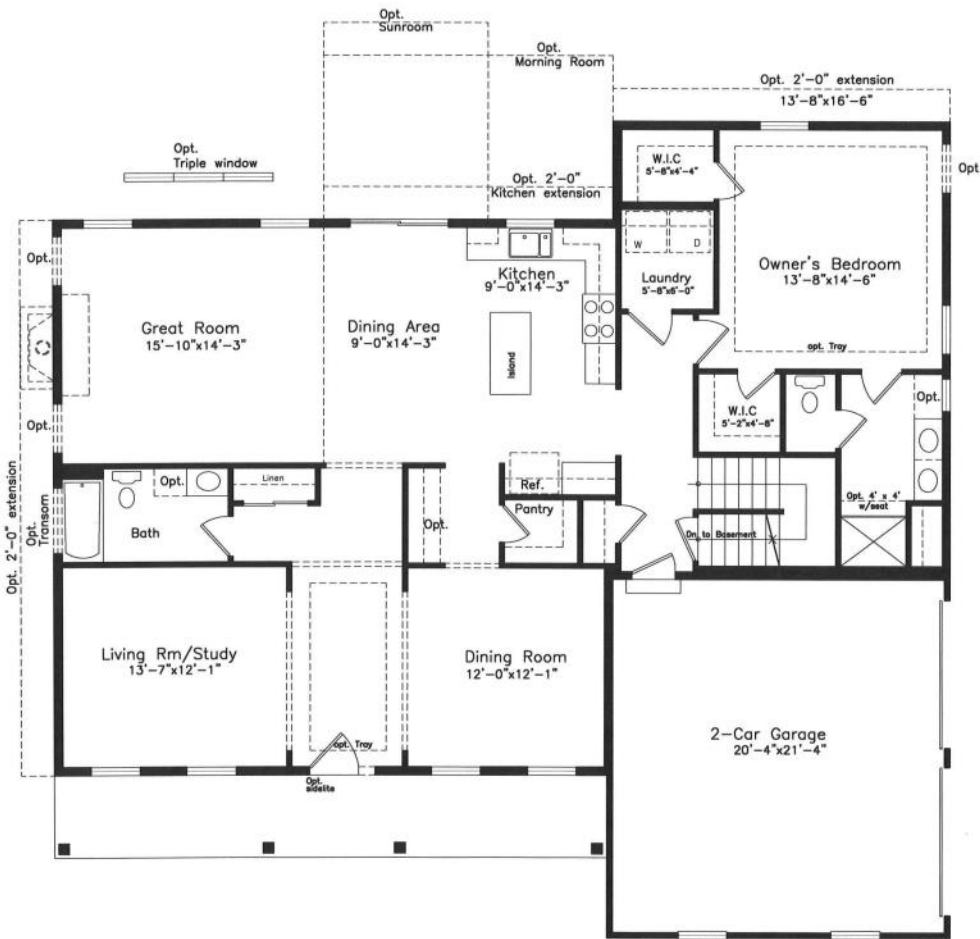 Opt.
Sunroom
Opt.
Morning Room
Opt. 2'-0" extension
13'-8"x16'-6"
Opt.
Triple window
Opt. 2'-0"
Kitchen extension
W.I.C
5'-8"x4'-4"
Opt
W
D
Laundry
5'-8"x6'-0"
Owner's Bedroom
13'-8"x14'-6"
opt. Tray
Opt.
Great Room
15'-10"x14'-3"
Dining Area
9'-0"x14'-3"
Kitchen
9'-0"x14'-3"
Island
Opt.
W.I.C
5'-2"x4'-8"
Opt.
Opt. 2'-0" extension
Opt.
Transom
Opt.
Bath
Linen
Opt.
Ref.
Pantry
Dn. to Basement
Opt. 4' x 4'
w/seat
Living Rm/Study
13'-7"x12'-1"
opt. Tray
Opt.
sidelite
Dining Room
12'-0"x12'-1"
2-Car Garage
20'-4"x21'-4"